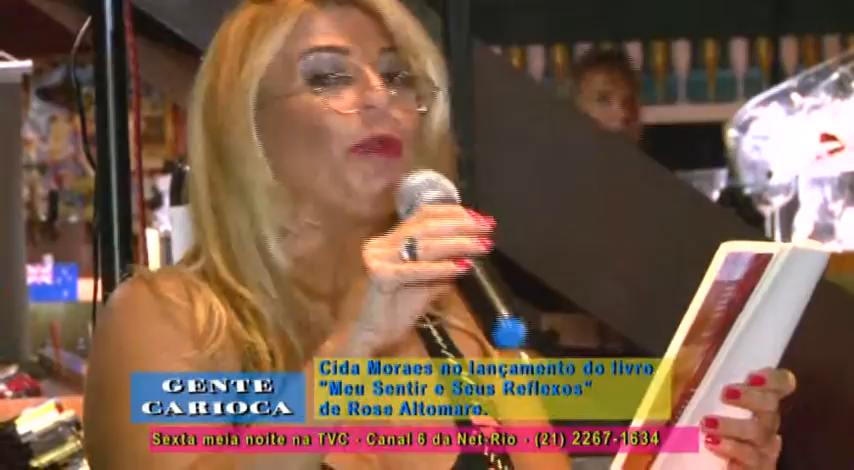 GENTE
CARIOCA
Cida Moraes no lançamento do livro
"Meu Sentir e Seus Reflexos"
de Rose Altomare.
Sexta meia noite na TVC - Canal 6 da Net-Rio - (21) 2267-1634